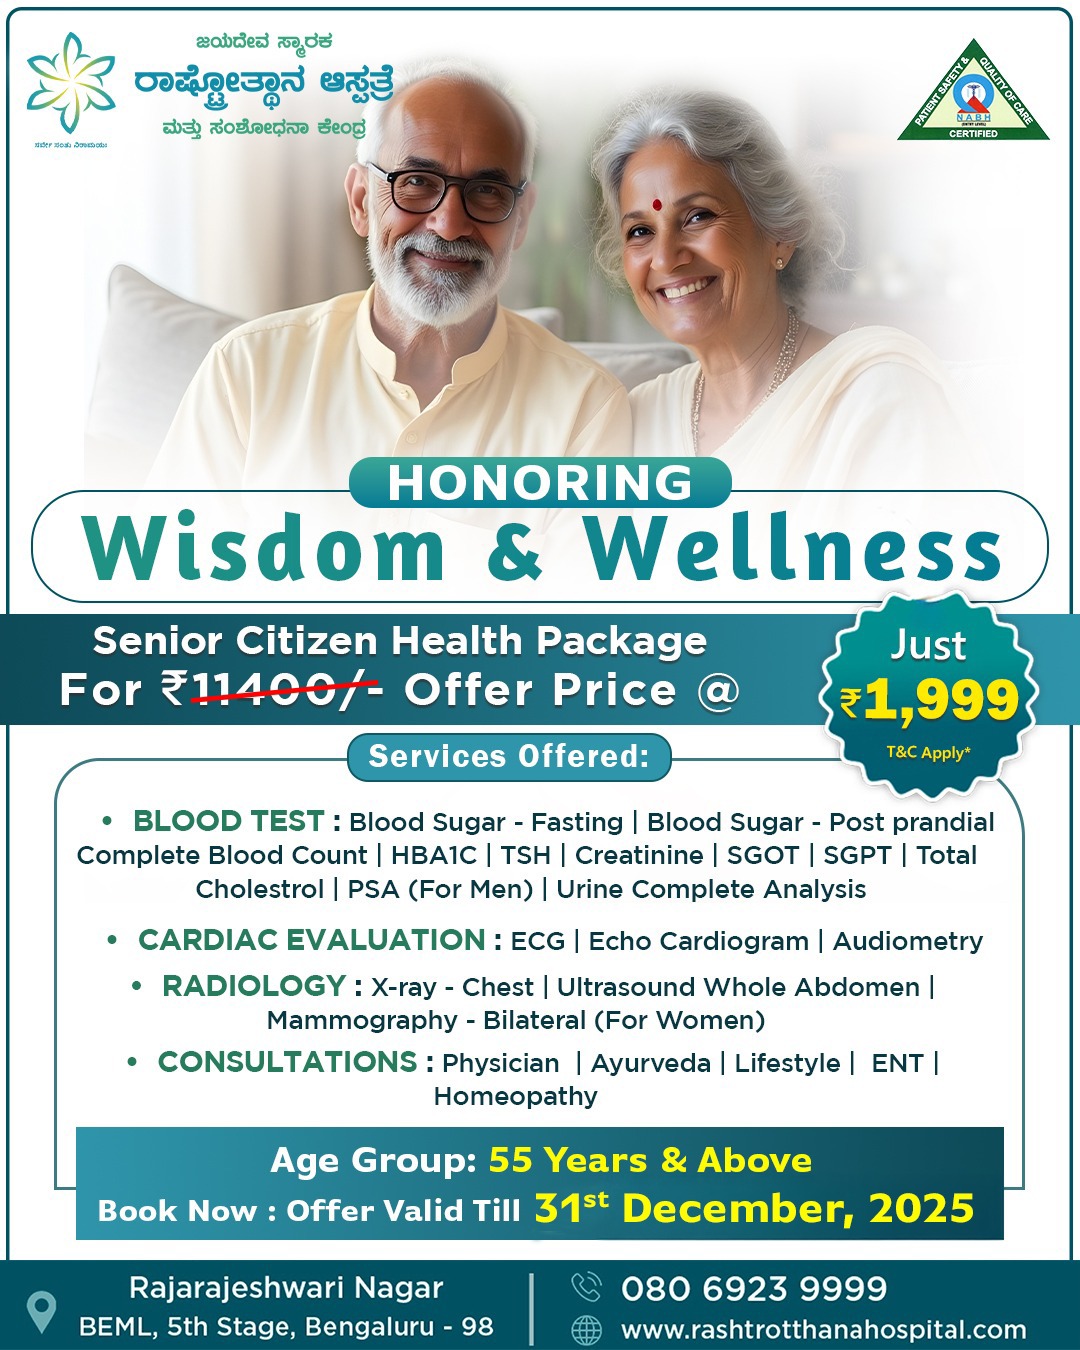 ಜಯದೇವ ಸ್ಮಾರಕ
ರಾಷ್ಟ್ರೋತ್ಥಾನ ಆಸ್ಪತ್ರೆ
ಮತ್ತು ಸಂಶೋಧನಾ ಕೇಂದ್ರ
ಸರ್ವೇ ಸಂತು ನಿರಾಮಯಃ
PATIENT SAFETY & QUALITY OF CARE
NABH
(ENTRY LEVEL)
CERTIFIED
HONORING
Wisdom & Wellness
Senior Citizen Health Package
For ₹11400/- Offer Price @
Just
₹1,999
T&C Apply*
Services Offered:
• BLOOD TEST : Blood Sugar - Fasting | Blood Sugar - Post prandial
Complete Blood Count | HBA1C | TSH | Creatinine | SGOT | SGPT | Total
Cholestrol | PSA (For Men) | Urine Complete Analysis
• CARDIAC EVALUATION : ECG | Echo Cardiogram | Audiometry
• RADIOLOGY : X-ray - Chest | Ultrasound Whole Abdomen |
Mammography - Bilateral (For Women)
• CONSULTATIONS : Physician | Ayurveda | Lifestyle | ENT |
Homeopathy
Age Group: 55 Years & Above
Book Now : Offer Valid Till 31st December, 2025
Rajarajeshwari Nagar
BEML, 5th Stage, Bengaluru - 98
080 6923 9999
www.rashtrotthanahospital.com